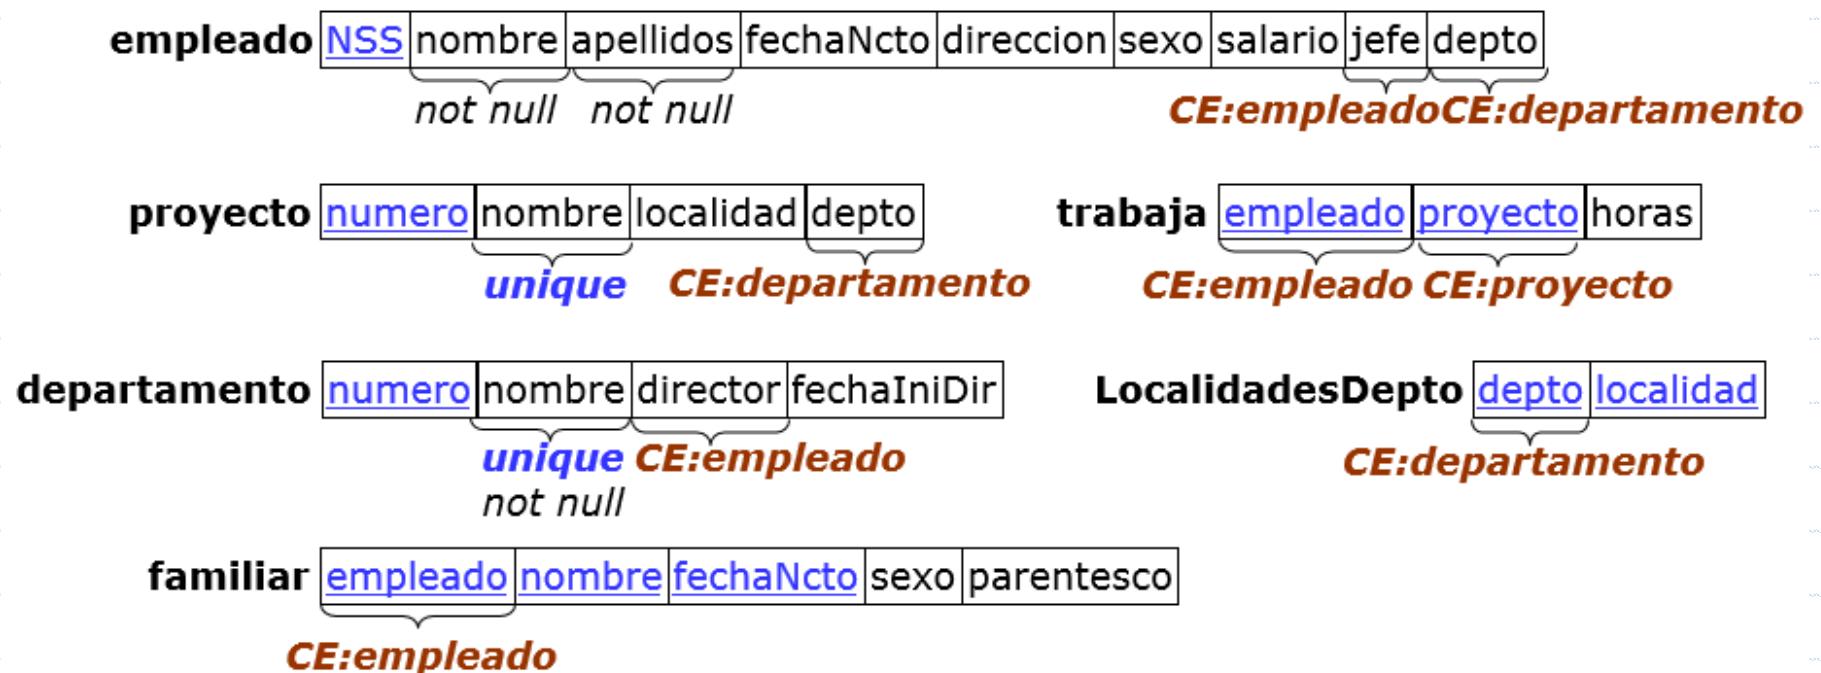 empleado NSS nombre apellidos fechaNcto direccion sexo salario jefe depto
not null not null CE:empleadoCE:departamento
proyecto numero nombre localidad depto
unique CE:departamento
trabaja empleado proyecto horas
CE:empleado CE:proyecto
departamento numero nombre director fechaIniDir
unique CE:empleado
not null
LocalidadesDepto depto localidad
CE:departamento
familiar empleado nombre fechaNcto sexo parentesco
CE:empleado